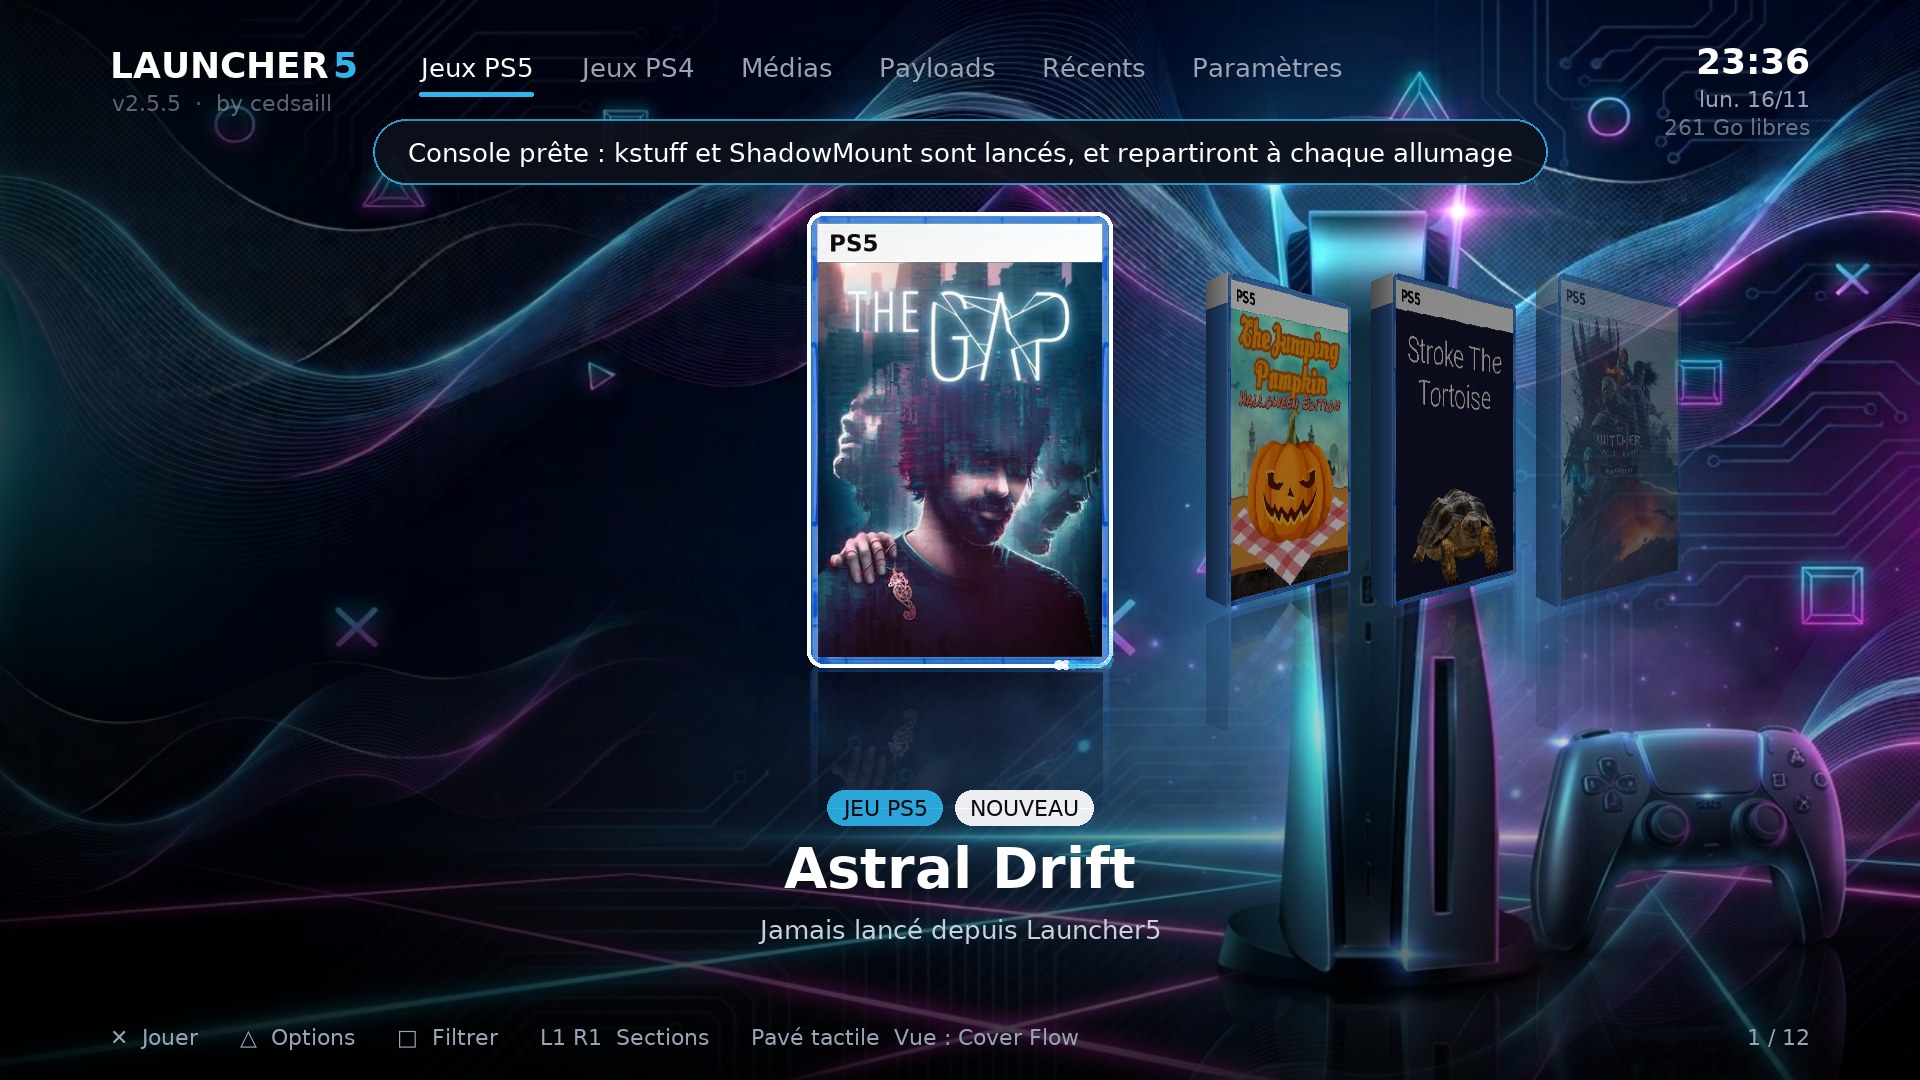 LAUNCHER5
v2.5.5 · by cedsaill
Jeux PS5
Jeux PS4
Médias
Payloads
Récents
Paramètres
23:36
lun. 16/11
261 Go libres
Console prête : kstuff et ShadowMount sont lancés, et repartiront à chaque allumage
PS5
THE GAP
PS5
The Jumping
Pumpkin
HALLOWEEN EDITION
PS5
Stroke The
Tortoise
PS5
WITCHER
JEU PS5
NOUVEAU
Astral Drift
Jamais lancé depuis Launcher5
✕ Jouer
△ Options
□ Filtrer
L1 R1 Sections
Pavé tactile Vue : Cover Flow
1 / 12